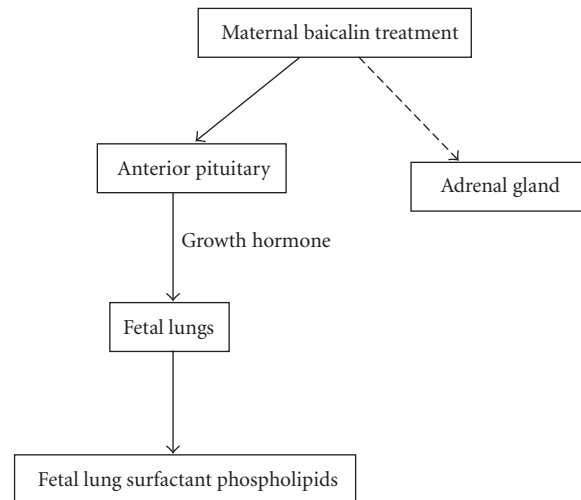 Maternal baicalin treatment
Anterior pituitary
Adrenal gland
Growth hormone
Fetal lungs
Fetal lung surfactant phospholipids